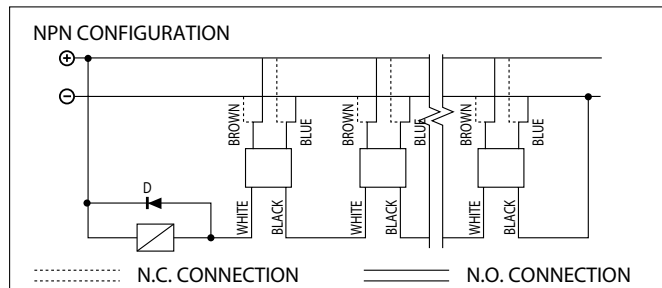 NPN CONFIGURATION
+
−
BROWN
BLUE
BROWN
BLUE
BROWN
BLUE
D
WHITE
BLACK
WHITE
BLACK
WHITE
BLACK
N.C. CONNECTION
N.O. CONNECTION